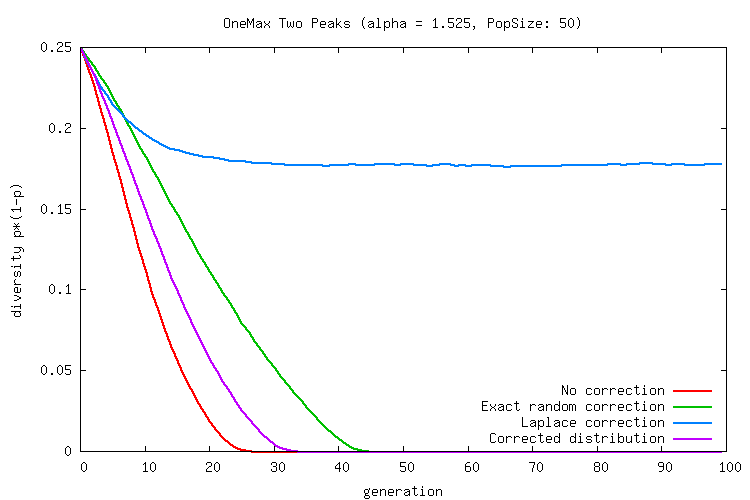 OneMax Two Peaks (alpha = 1.525, PopSize: 50)
0.25
0.2
0.15
0.1
0.05
0
diversity p*(1-p)
No correction
Exact random correction
Laplace correction
Corrected distribution
0 10 20 30 40 50 60 70 80 90 100
generation